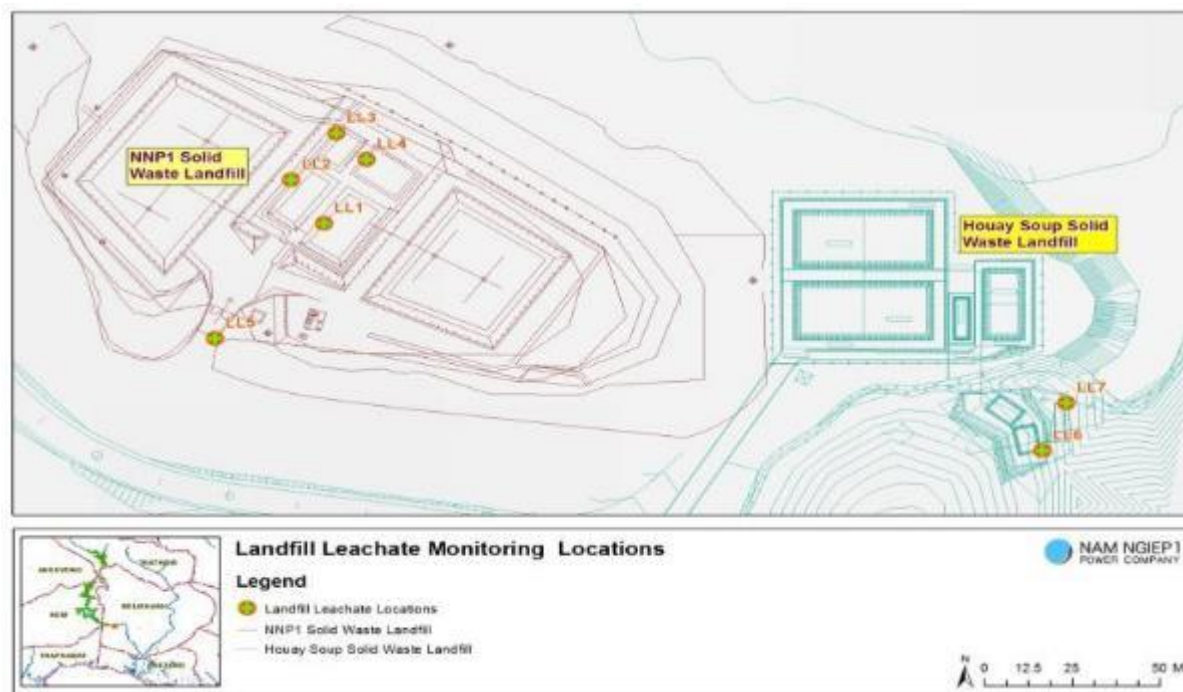 LL3
LL4
NNP1 Solid
Waste Landfill
LL2
LL1
Houay Soup Solid
Waste Landfill
LL5
LL7
LL6
Landfill Leachate Monitoring Locations
NAM NGIEP1
POWER COMPANY
Legend
Landfill Leachate Locations
NNP1 Solid Waste Landfill
Houay Soup Solid Waste Landfill
N
0 12.5 25 50 M